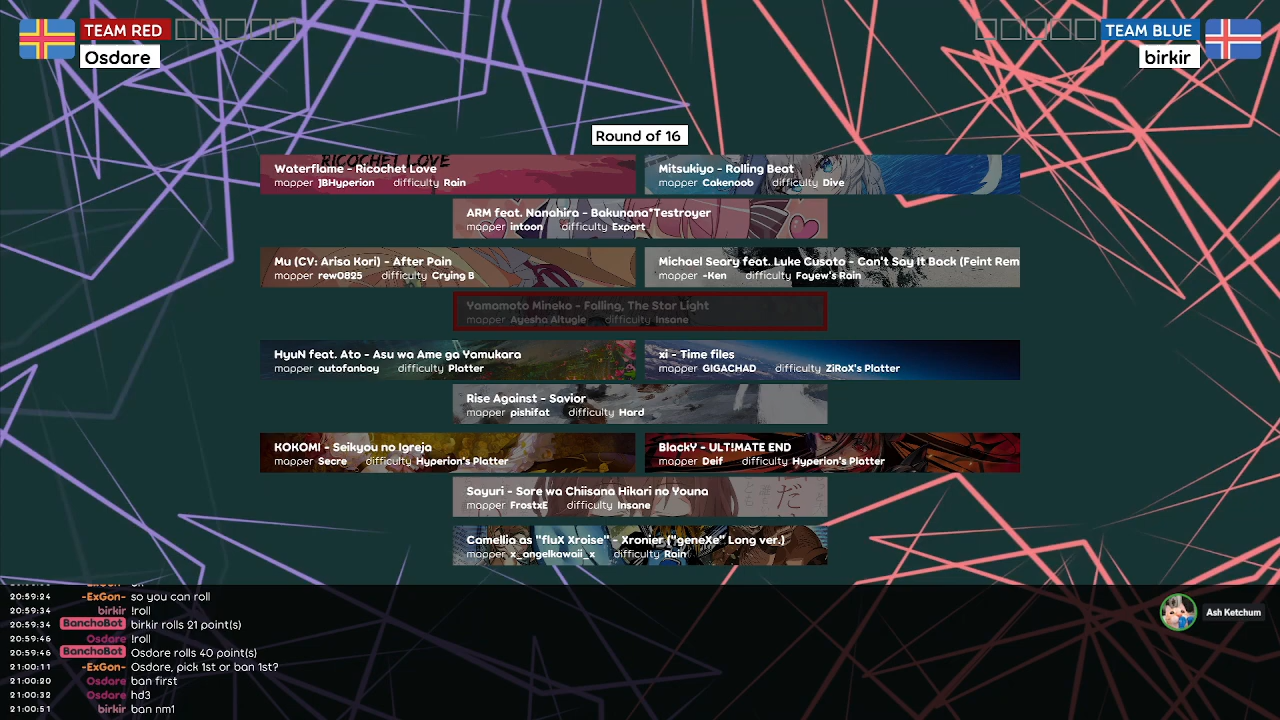 TEAM RED
Osdare
TEAM BLUE
birkir
Round of 16
RICOCHET LOVE
Waterflame - Ricochet Love
mapper JBHyperion difficulty Rain
Mitsukiyo - Rolling Beat
mapper Cakenoob difficulty Dive
ARM feat. Nanahira - Bakunana*Testroyer
mapper intoon difficulty Expert
Mu (CV: Arisa Kori) - After Pain
mapper rew0825 difficulty Crying B
Michael Seary feat. Luke Cusato - Can't Say It Back (Feint Rem
mapper -Ken difficulty Fayew's Rain
Yamamoto Mineko - Falling, The Star Light
mapper Ayesha Altugle difficulty Insane
HyuN feat. Ato - Asu wa Ame ga Yamukara
mapper autofanboy difficulty Platter
xi - Time files
mapper GIGACHAD difficulty ZiRoX's Platter
Rise Against - Savior
mapper pishifat difficulty Hard
KOKOMI - Seikyou no Igreja
mapper Secre difficulty Hyperion's Platter
BlackY - ULT!MATE END
mapper Deif difficulty Hyperion's Platter
Sayuri - Sore wa Chiisana Hikari no Youna
mapper FrostxE difficulty Insane
Camellia as "fluX Xroise" - Xronier ("geneXe" Long ver.)
mapper x_angelkawaii_x difficulty Rain
20:59:24 -ExGon- so you can roll
20:59:34 birkir !roll
20:59:34 BanchoBot birkir rolls 21 point(s)
20:59:46 Osdare !roll
20:59:46 BanchoBot Osdare rolls 40 point(s)
21:00:11 -ExGon- Osdare, pick 1st or ban 1st?
21:00:20 Osdare ban first
21:00:32 Osdare hd3
21:00:51 birkir ban nm1
Ash Ketchum